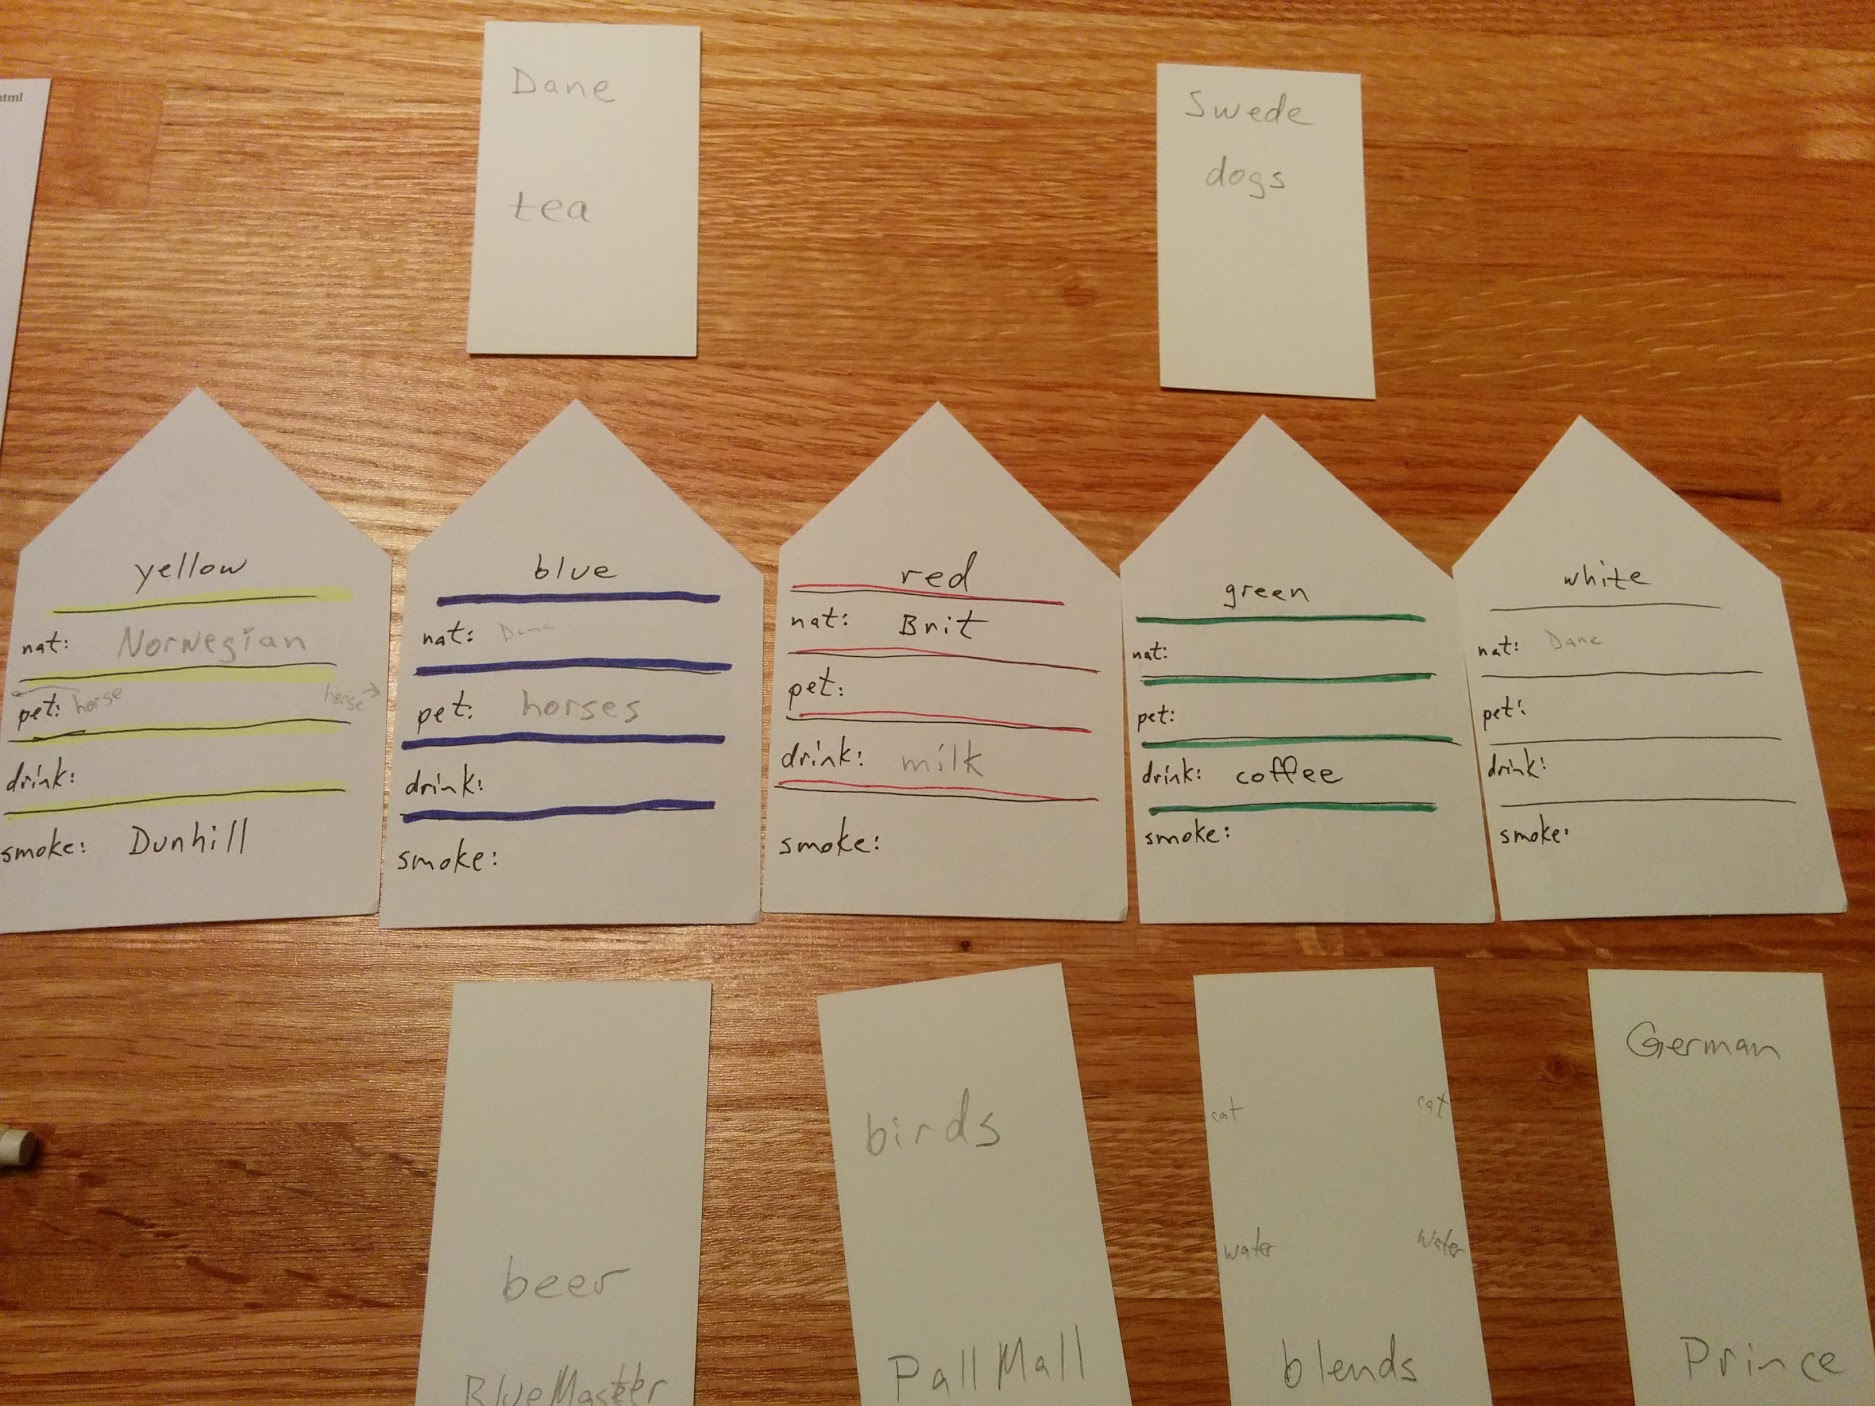 html
Dane
tea
Swede
dogs
yellow
nat: Norwegian
pet: horse horse →
drink:
smoke: Dunhill
blue
nat: Dane
pet: horses
drink:
smoke:
red
nat: Brit
pet:
drink: milk
smoke:
green
nat:
pet:
drink: coffee
smoke:
white
nat: Dane
pet:
drink:
smoke:
beer
BlueMaster
birds
Pall Mall
cat cat
water water
blends
German
Prince